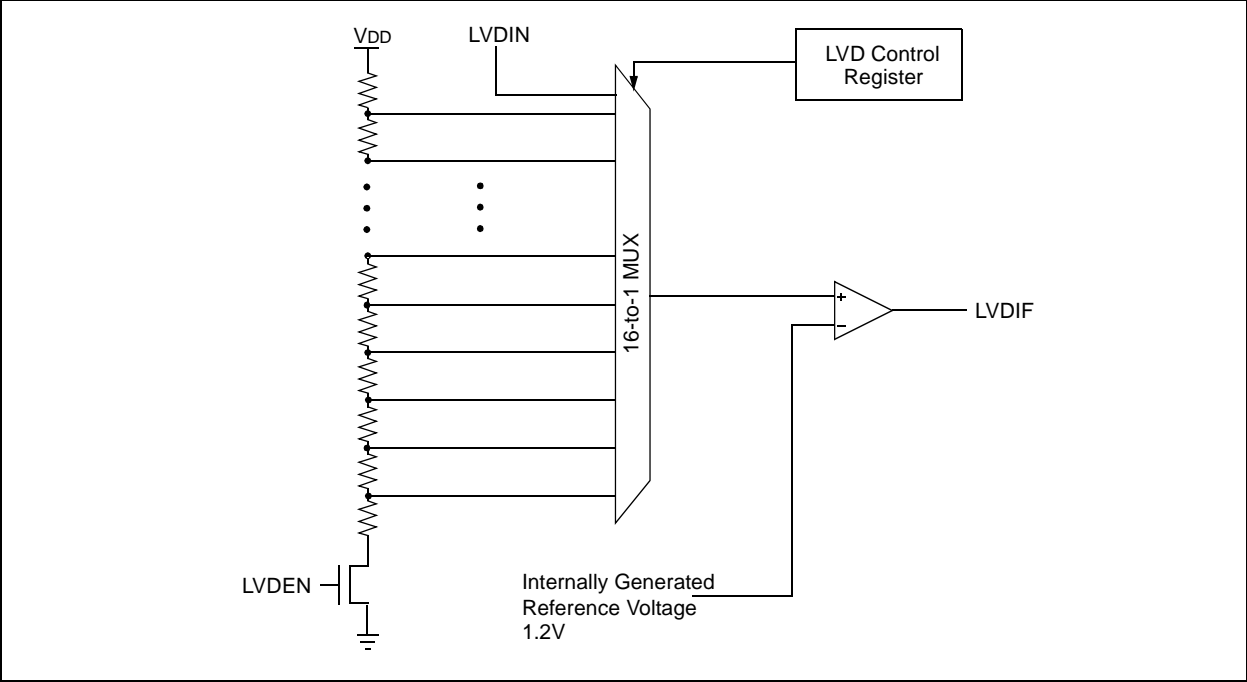 VDD
LVDIN
LVD Control
Register
16-to-1 MUX
+
–
LVDIF
LVDEN
Internally Generated
Reference Voltage
1.2V